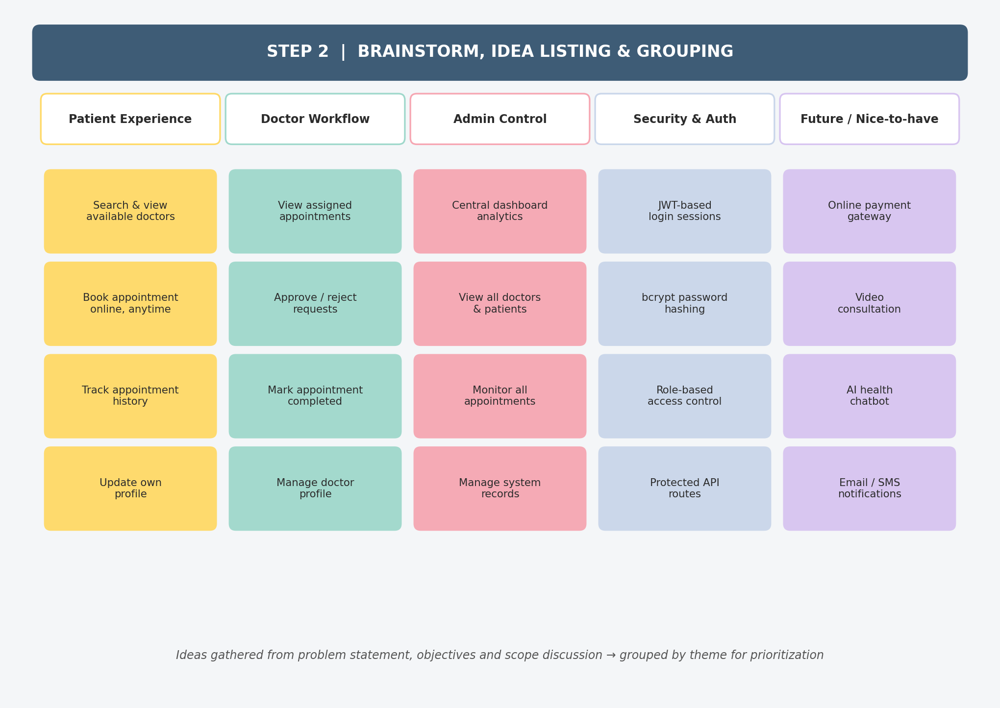 STEP 2 | BRAINSTORM, IDEA LISTING & GROUPING
Patient Experience
Doctor Workflow
Admin Control
Security & Auth
Future / Nice-to-have
Search & view
available doctors
View assigned
appointments
Central dashboard
analytics
JWT-based
login sessions
Online payment
gateway
Book appointment
online, anytime
Approve / reject
requests
View all doctors
& patients
bcrypt password
hashing
Video
consultation
Track appointment
history
Mark appointment
completed
Monitor all
appointments
Role-based
access control
AI health
chatbot
Update own
profile
Manage doctor
profile
Manage system
records
Protected API
routes
Email / SMS
notifications
Ideas gathered from problem statement, objectives and scope discussion → grouped by theme for prioritization